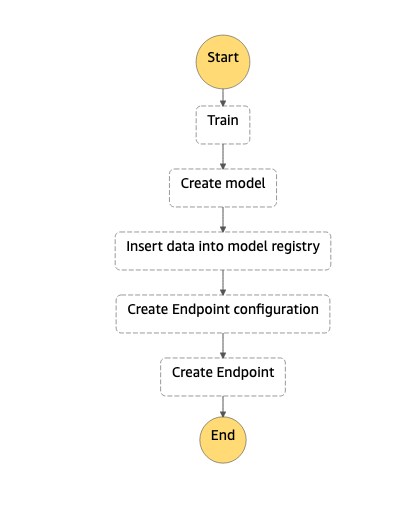 Start
Train
Create model
Insert data into model registry
Create Endpoint configuration
Create Endpoint
End